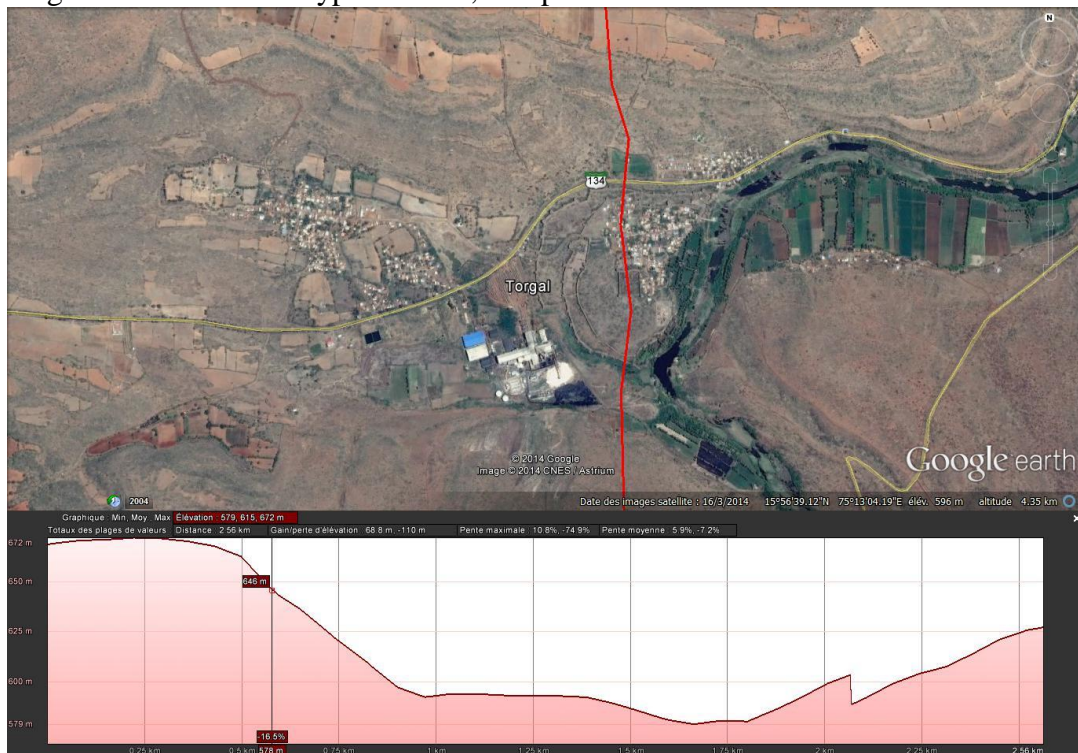 134
Torgal
© 2014 Google
Image © 2014 CNES / Astrium
Google earth
N
2004
Date des images satellite : 16/3/2014 15°56'39.12"N 75°13'04.19"E élév. 596 m altitude 4.35 km
Graphique : Min, Moy , Max Élévation : 579, 615, 672 m
Totaux des plages de valeurs : Distance : 2.56 km Gain/perte d'élévation : 68.8 m, -110 m Pente maximale : 10.8%, -74.9% Pente moyenne : 5.9%, -7.2%
672 m
650 m
625 m
600 m
579 m
646 m
-16.5%
0.25 km 0.5 km 578 m 0.75 km 1 km 1.25 km 1.5 km 1.75 km 2 km 2.25 km 2.56 km